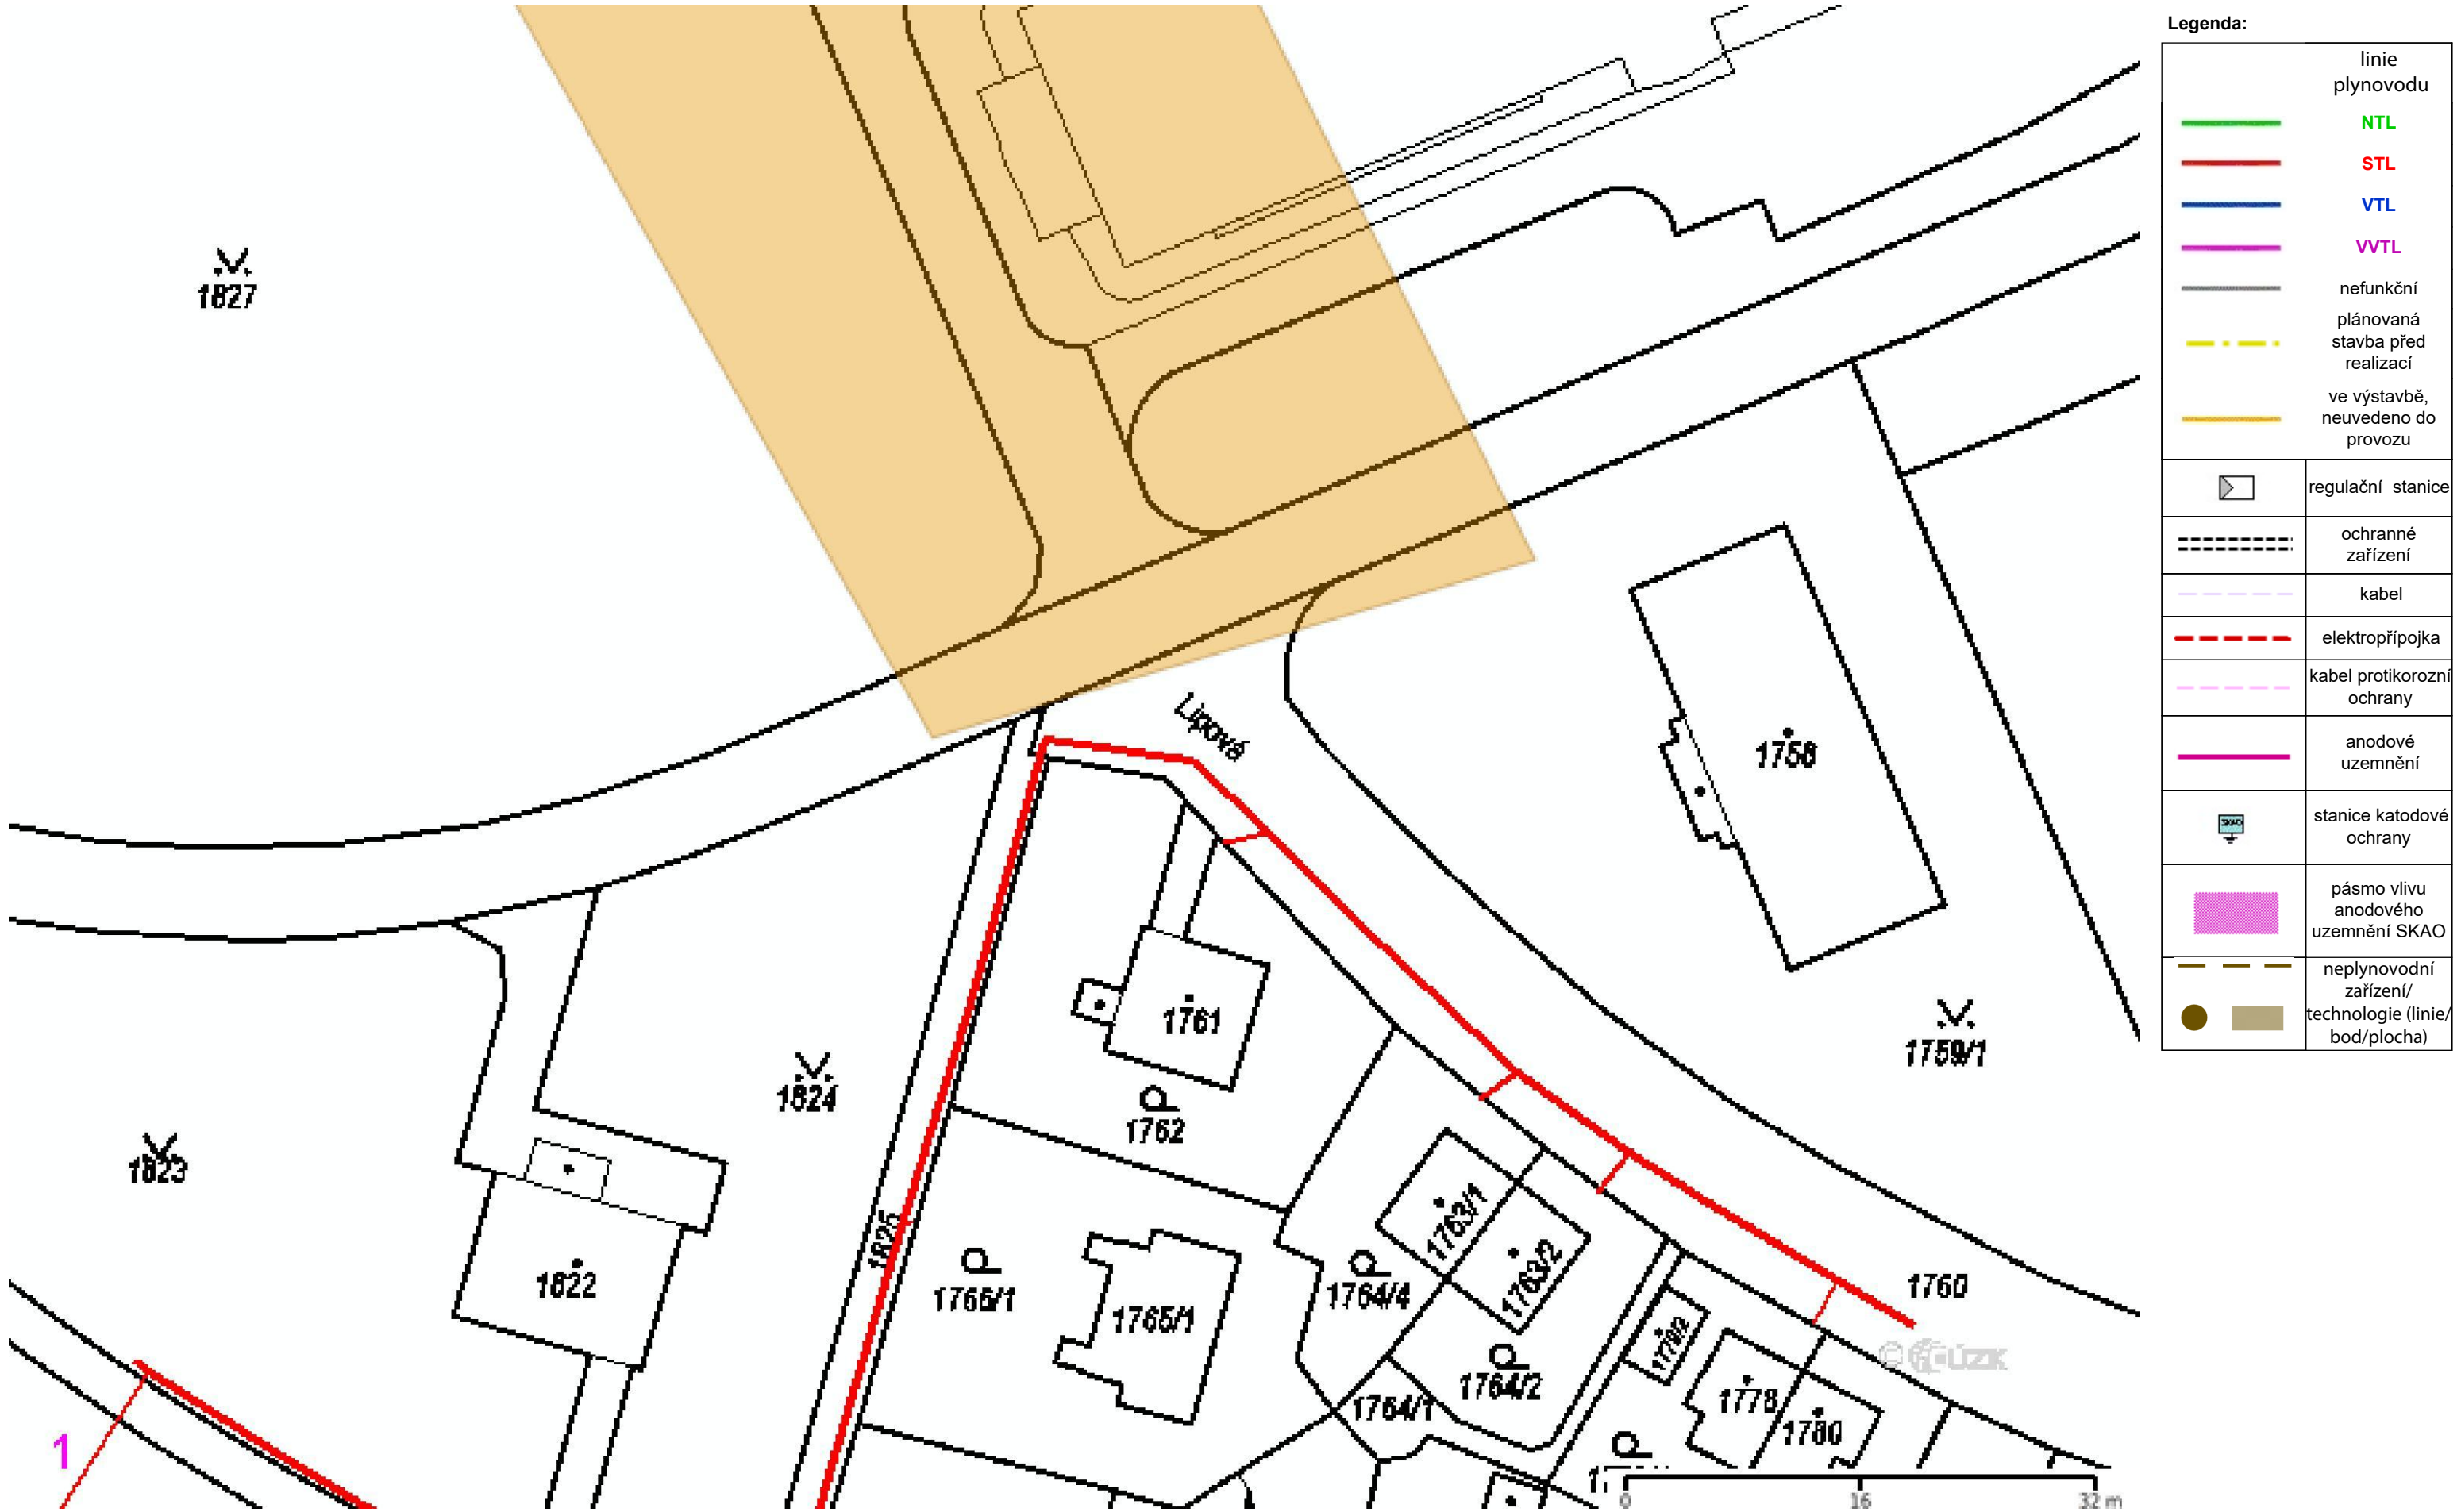 Legenda:
linie
plynovodu
NTL
STL
VTL
VVTL
nefunkční
plánovaná
stavba před
realizací
ve výstavbě,
neuvedeno do
provozu
regulační stanice
ochranné
zařízení
kabel
elektropřípojka
kabel protikorozní
ochrany
anodové
uzemnění
SKAO
stanice katodové
ochrany
pásmo vlivu
anodového
uzemnění SKAO
neplynovodní
zařízení/
technologie (linie/
bod/plocha)
1827
Lipová
1758
1759/1
1761
1762
1824
1823
1822
1825
1766/1
1765/1
1763/1
1763/2
1764/4
1764/2
1764/1
1760
1778
1780
1
© ČÚZK
0
16
32 m